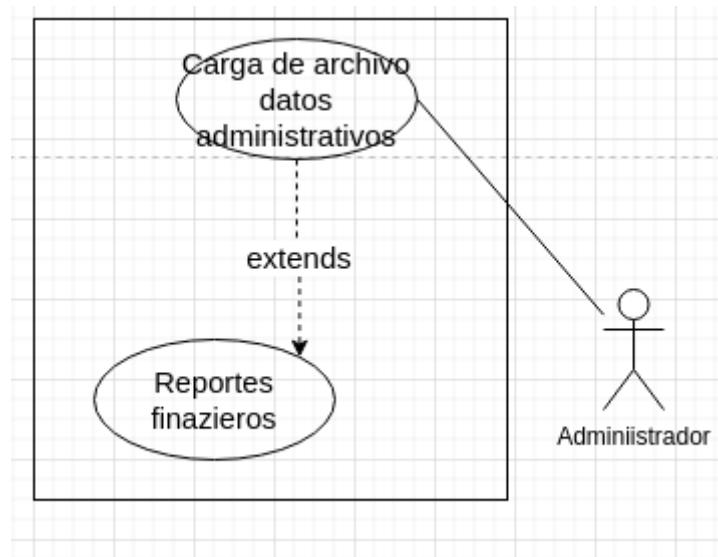 Carga de archivo
datos
administrativos
extends
Reportes
finazieros
Adminiistrador